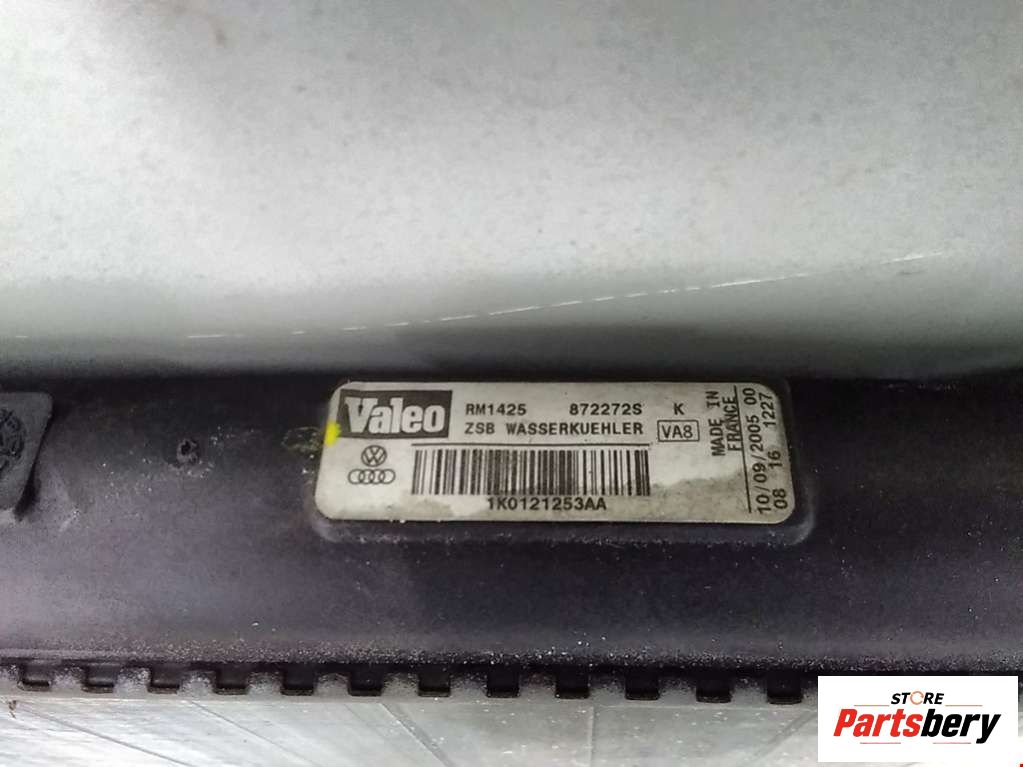 Valeo
RM1425 872272S K
ZSB WASSERKUEHLER VA8
1K0121253AA
MADE IN
FRANCE
10/09/2005 00
08 16 1227
STORE
Partsbery